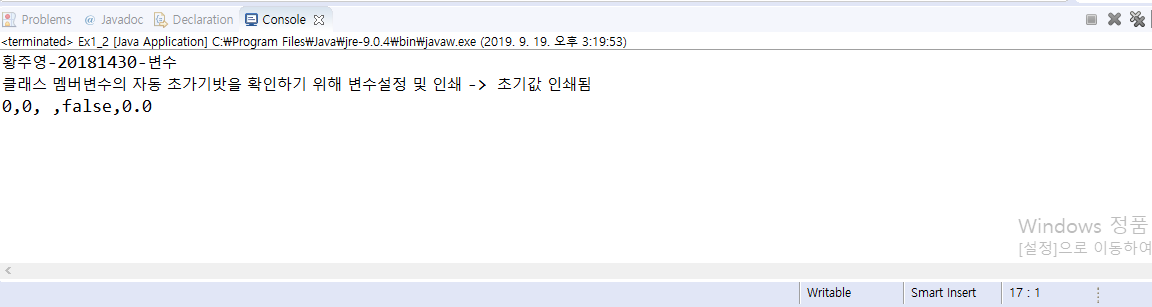 Problems @ Javadoc Declaration Console
<terminated> Ex1_2 [Java Application] C:₩Program Files₩Java₩jre-9.0.4₩bin₩javaw.exe (2019. 9. 19. 오후 3:19:53)
황주영-20181430-변수
클래스 멤버변수의 자동 초가기밧을 확인하기 위해 변수설정 및 인쇄 -> 초기값 인쇄됨
0,0, ,false,0.0
Windows 정품
[설정]으로 이동하여
Writable Smart Insert 17 : 1